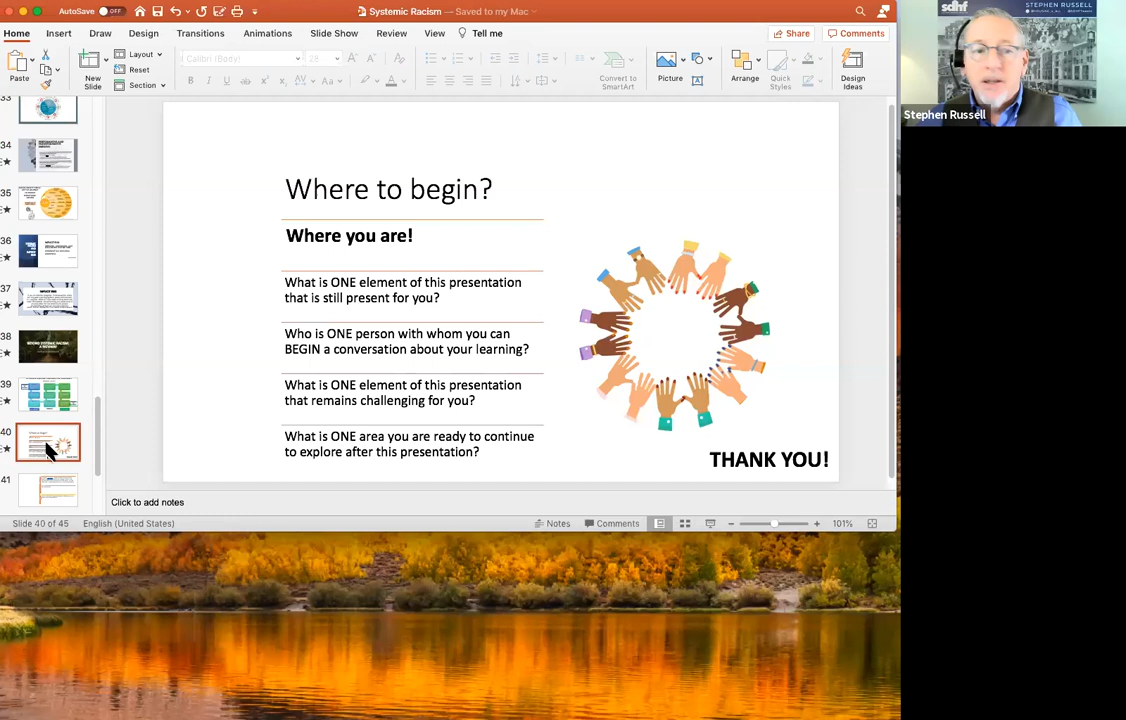 AutoSave OFF
Systemic Racism — Saved to my Mac
Home Insert Draw Design Transitions Animations Slide Show Review View Tell me
Share Comments
Paste
New
Slide
Layout
Reset
Section
Calibri (Body) 28
Convert to
SmartArt
Picture
Arrange
Quick
Styles
Design
Ideas
33
34
35
36
37
38
39
40
41
Where to begin?
Where you are!
What is ONE element of this presentation
that is still present for you?
Who is ONE person with whom you can
BEGIN a conversation about your learning?
What is ONE element of this presentation
that remains challenging for you?
What is ONE area you are ready to continue
to explore after this presentation?
THANK YOU!
Click to add notes
Slide 40 of 45 English (United States)
Notes Comments 101%
sdhf
STEPHEN RUSSELL
Stephen Russell